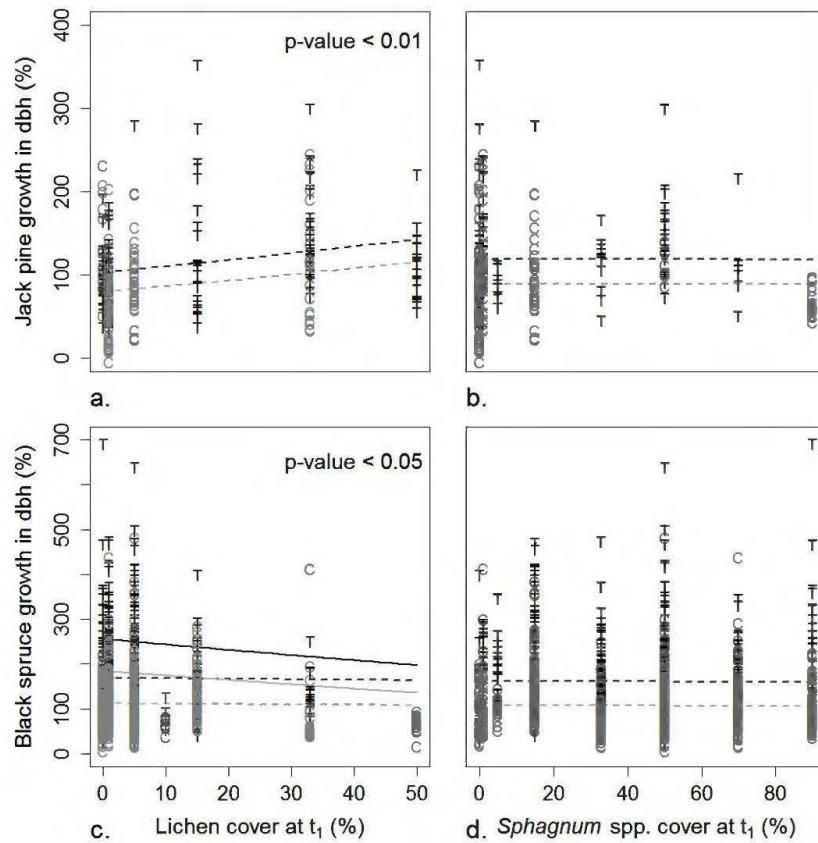 400
300
200
100
0
Jack pine growth in dbh (%)
p-value < 0.01
a.
b.
700
500
300
100
0
Black spruce growth in dbh (%)
p-value < 0.05
0 10 20 30 40 50
0 20 40 60 80
c. Lichen cover at t1 (%)
d. Sphagnum spp. cover at t1 (%)